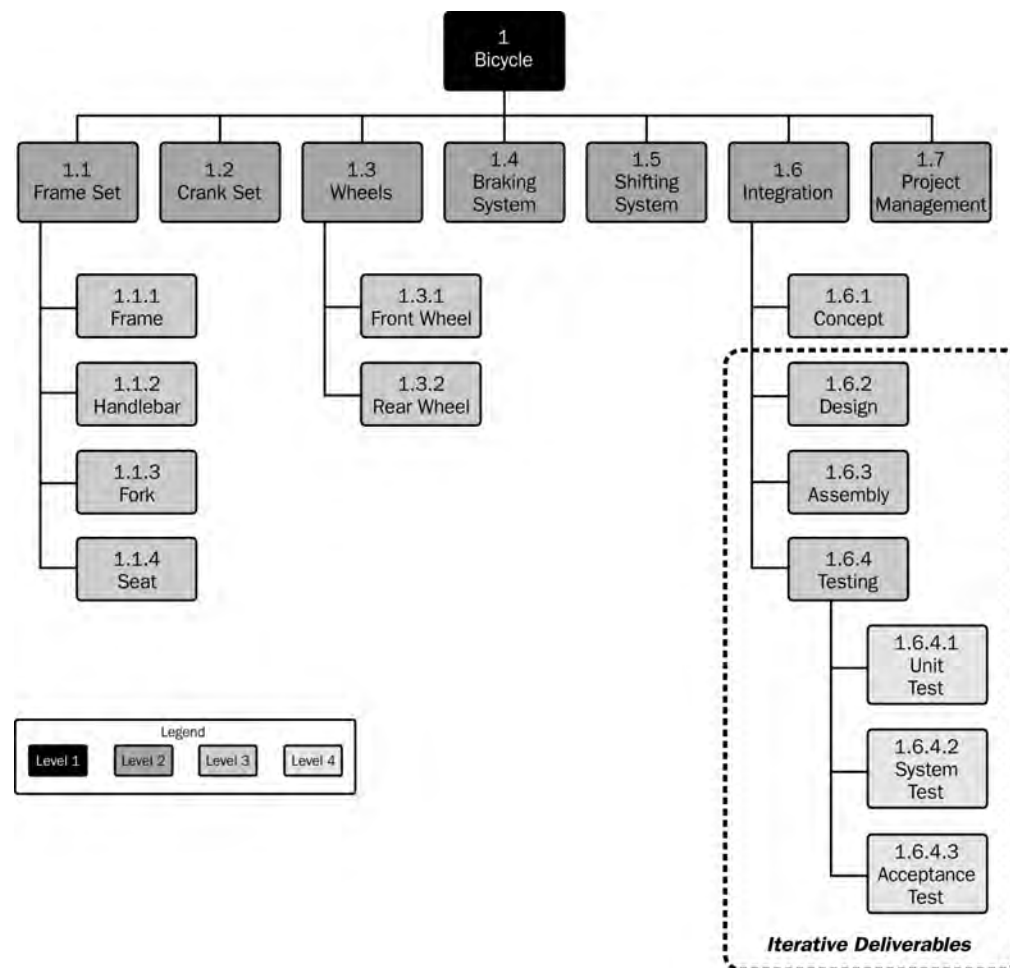 1
Bicycle
1.1
Frame Set
1.2
Crank Set
1.3
Wheels
1.4
Braking
System
1.5
Shifting
System
1.6
Integration
1.7
Project
Management
1.1.1
Frame
1.1.2
Handlebar
1.1.3
Fork
1.1.4
Seat
1.3.1
Front Wheel
1.3.2
Rear Wheel
1.6.1
Concept
1.6.2
Design
1.6.3
Assembly
1.6.4
Testing
1.6.4.1
Unit
Test
1.6.4.2
System
Test
1.6.4.3
Acceptance
Test
Iterative Deliverables
Legend
Level 1
Level 2
Level 3
Level 4